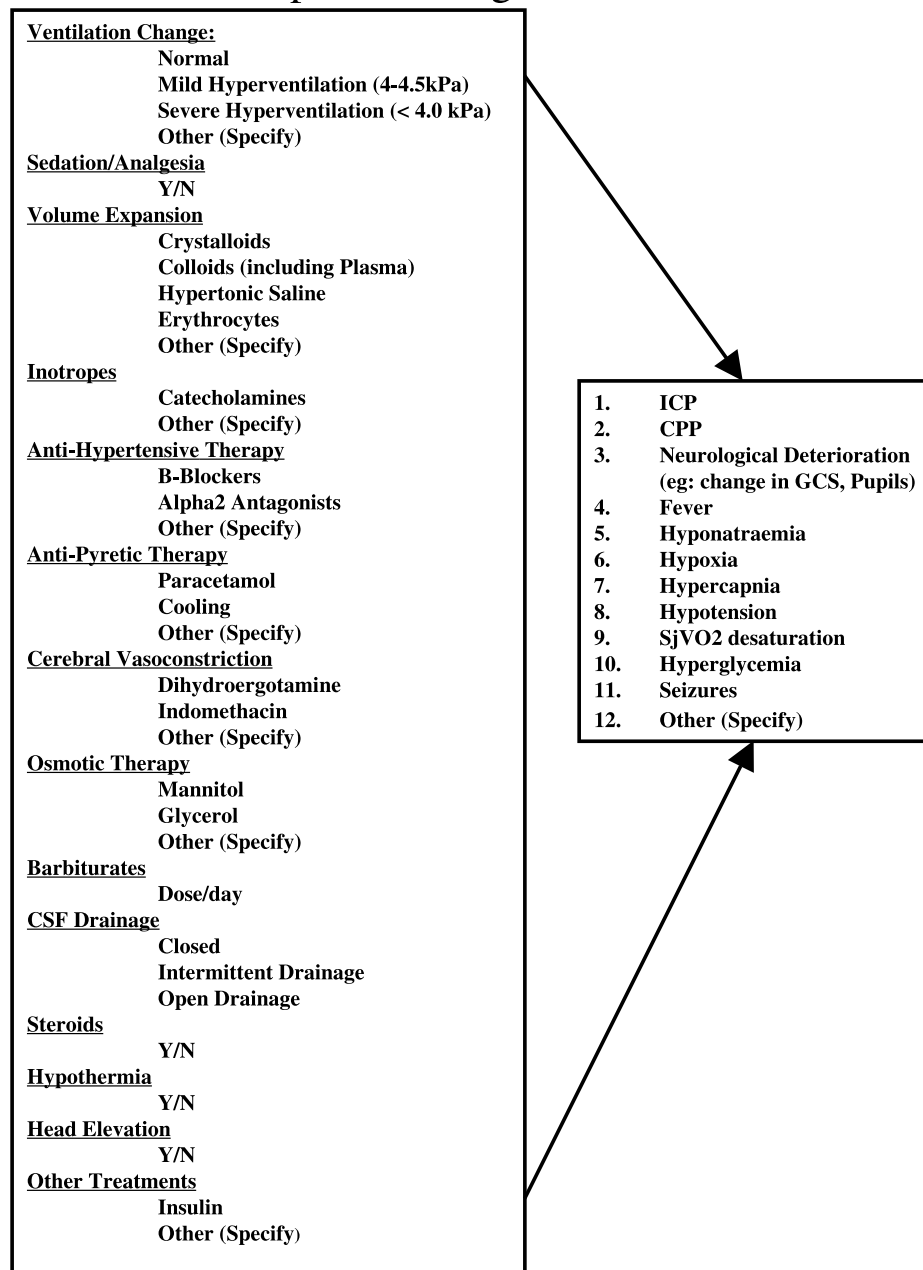 Ventilation Change:
Normal
Mild Hyperventilation (4-4.5kPa)
Severe Hyperventilation (< 4.0 kPa)
Other (Specify)
Sedation/Analgesia
Y/N
Volume Expansion
Crystalloids
Colloids (including Plasma)
Hypertonic Saline
Erythrocytes
Other (Specify)
Inotropes
Catecholamines
Other (Specify)
Anti-Hypertensive Therapy
B-Blockers
Alpha2 Antagonists
Other (Specify)
Anti-Pyretic Therapy
Paracetamol
Cooling
Other (Specify)
Cerebral Vasoconstriction
Dihydroergotamine
Indomethacin
Other (Specify)
Osmotic Therapy
Mannitol
Glycerol
Other (Specify)
Barbiturates
Dose/day
CSF Drainage
Closed
Intermittent Drainage
Open Drainage
Steroids
Y/N
Hypothermia
Y/N
Head Elevation
Y/N
Other Treatments
Insulin
Other (Specify)
1. ICP
2. CPP
3. Neurological Deterioration
(eg: change in GCS, Pupils)
4. Fever
5. Hyponatraemia
6. Hypoxia
7. Hypercapnia
8. Hypotension
9. SjVO2 desaturation
10. Hyperglycemia
11. Seizures
12. Other (Specify)